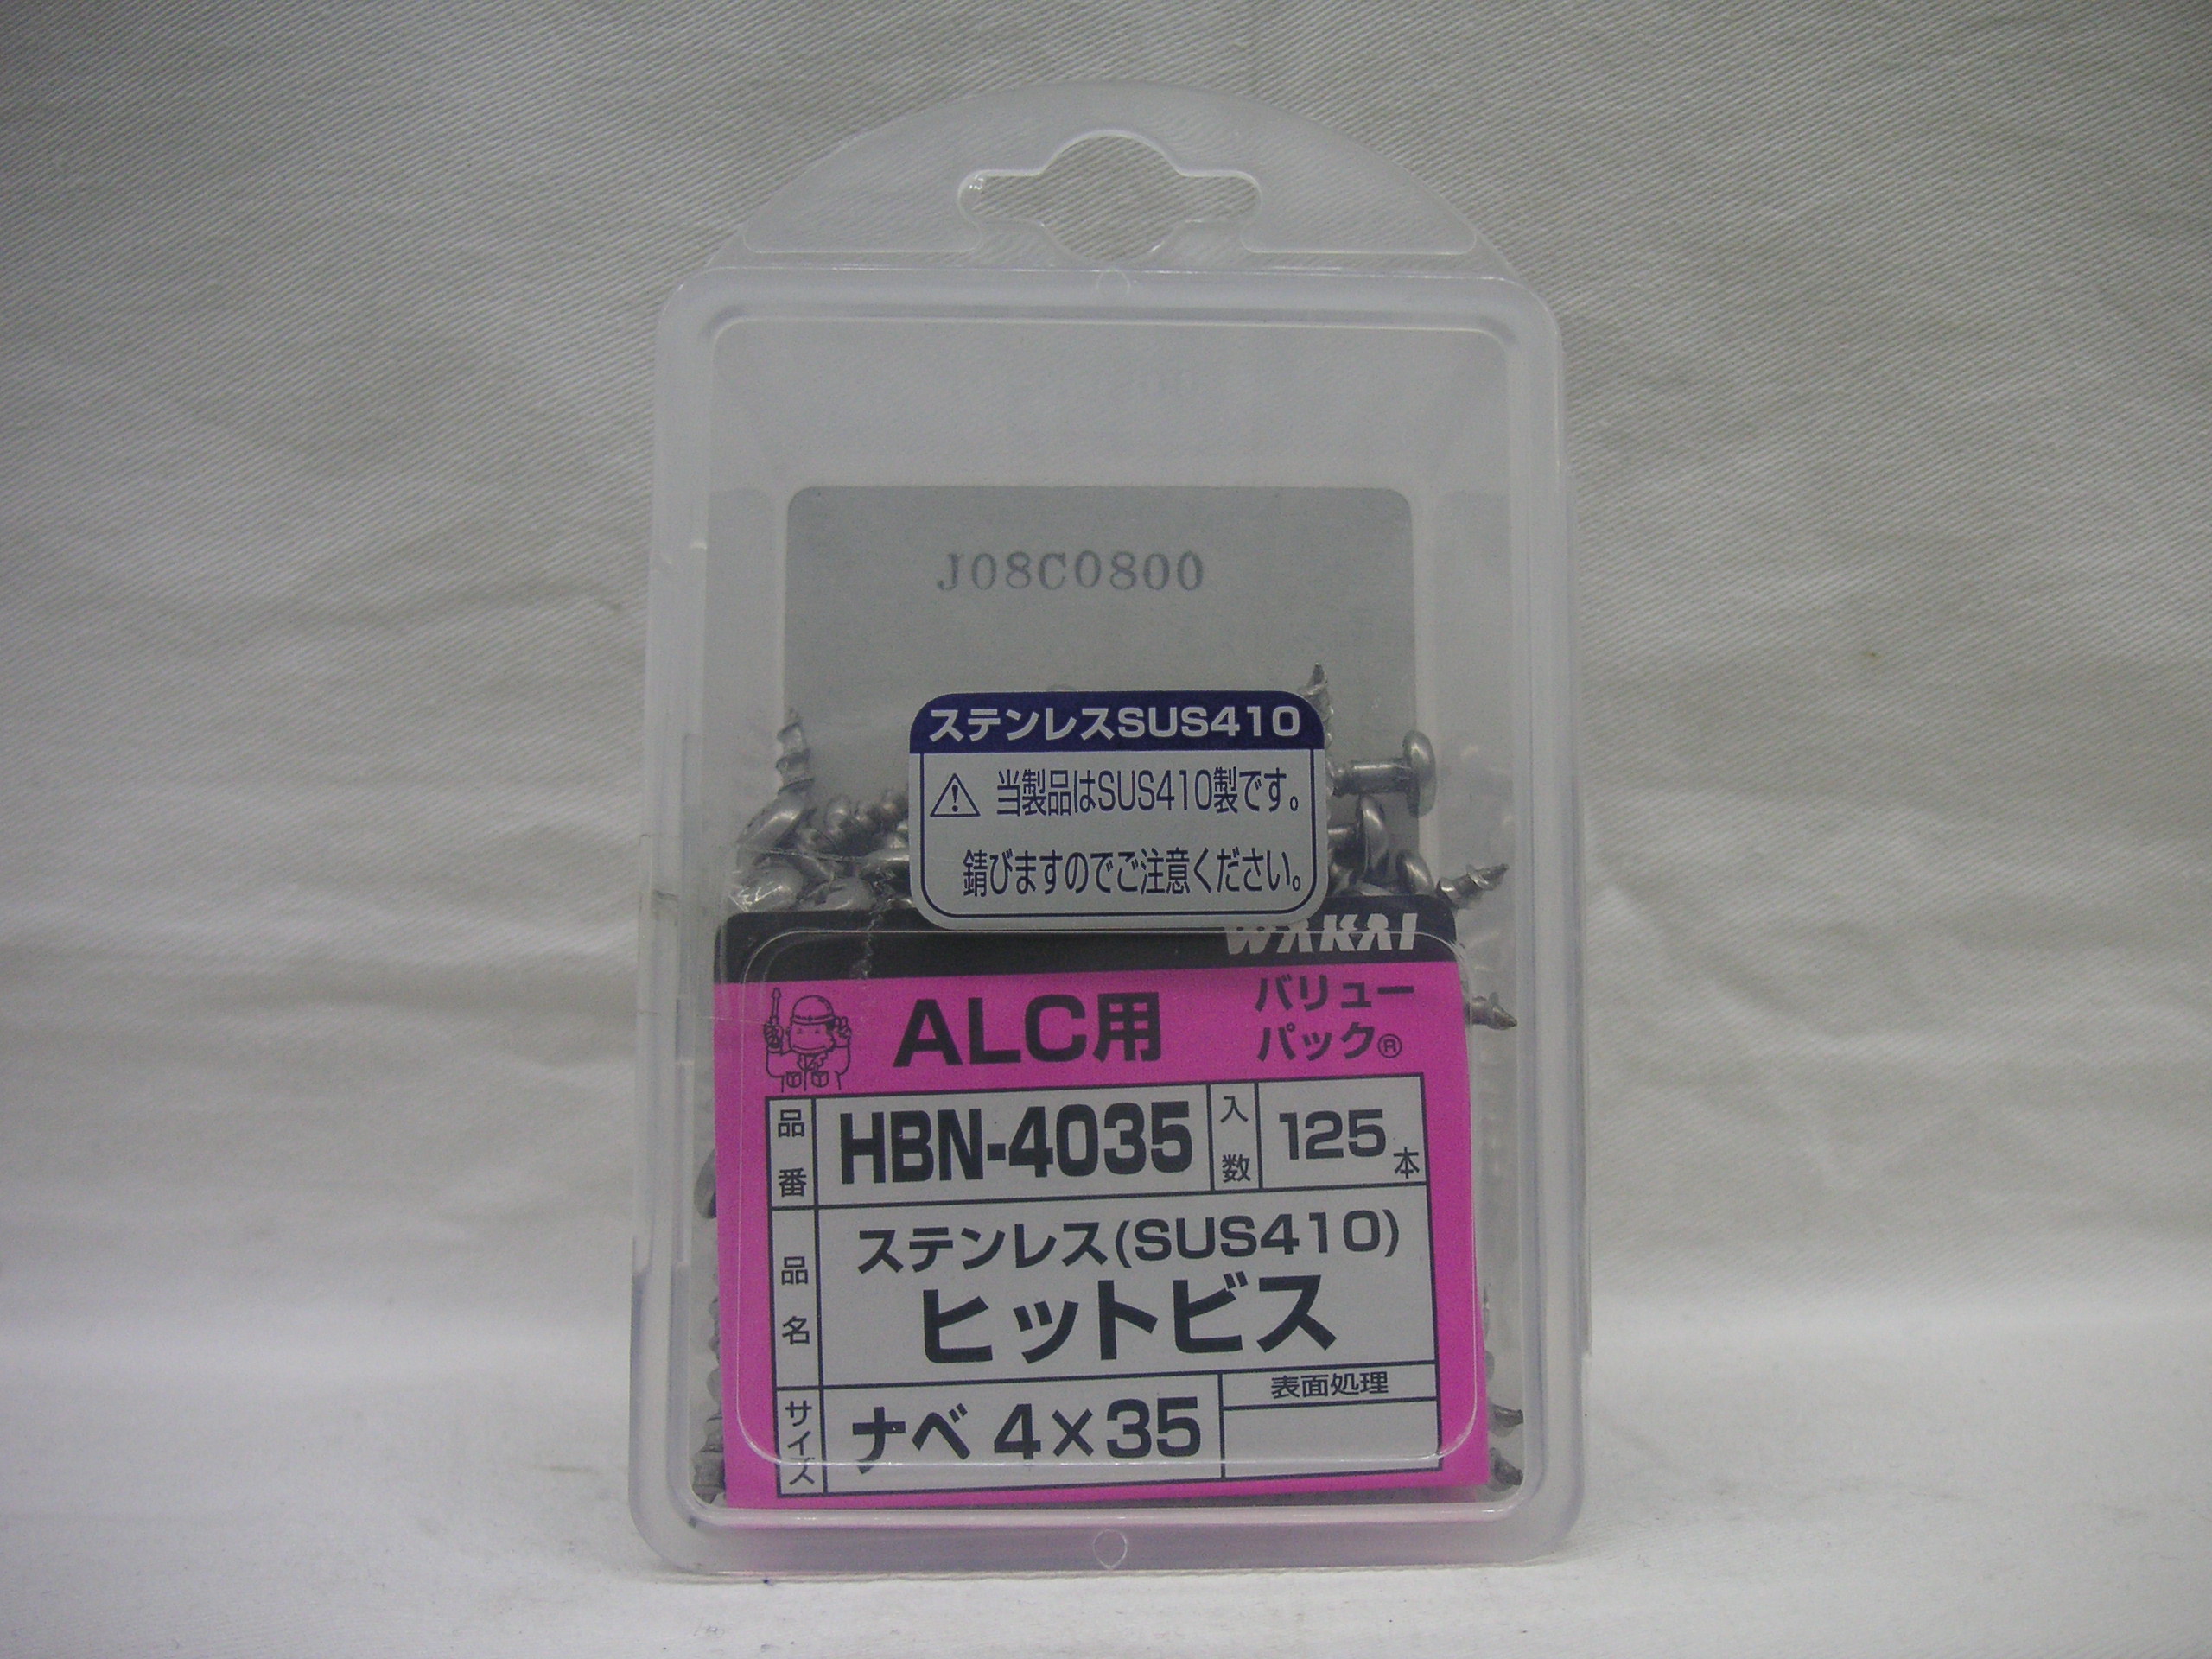 J08C0800
ステンレスSUS410
当製品はSUS410製です。
錆びますのでご注意ください。
WAKAI
ALC用
バリュー
パック®
品番 HBN-4035 入数 125本
品名 ステンレス(SUS410)
ヒットビス
サイズ ナベ 4×35 表面処理